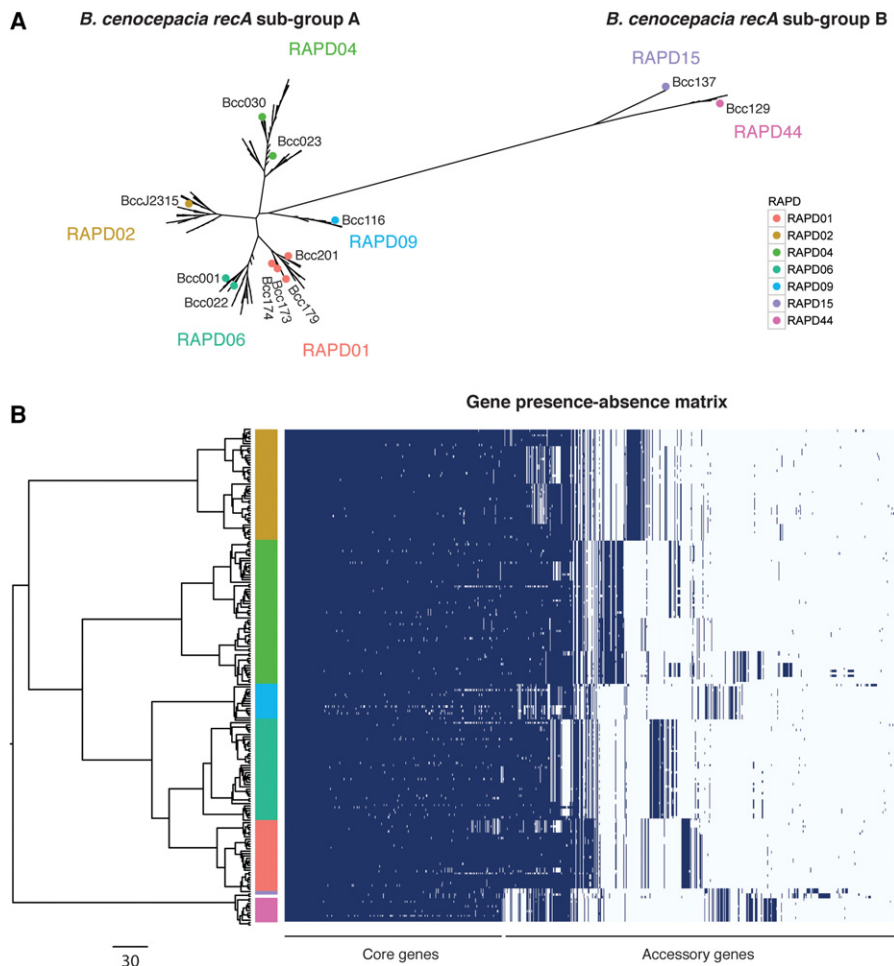 A
B. cenocepacia recA sub-group A
B. cenocepacia recA sub-group B
RAPD04
RAPD15
Bcc137
Bcc030
Bcc129
RAPD44
Bcc023
BccJ2315
RAPD02
Bcc116
RAPD09
RAPD
RAPD01
RAPD02
RAPD04
RAPD06
RAPD09
RAPD15
RAPD44
Bcc201
Bcc001
Bcc022
Bcc174
Bcc173
Bcc179
RAPD06
RAPD01
B
Gene presence-absence matrix
30
Core genes
Accessory genes